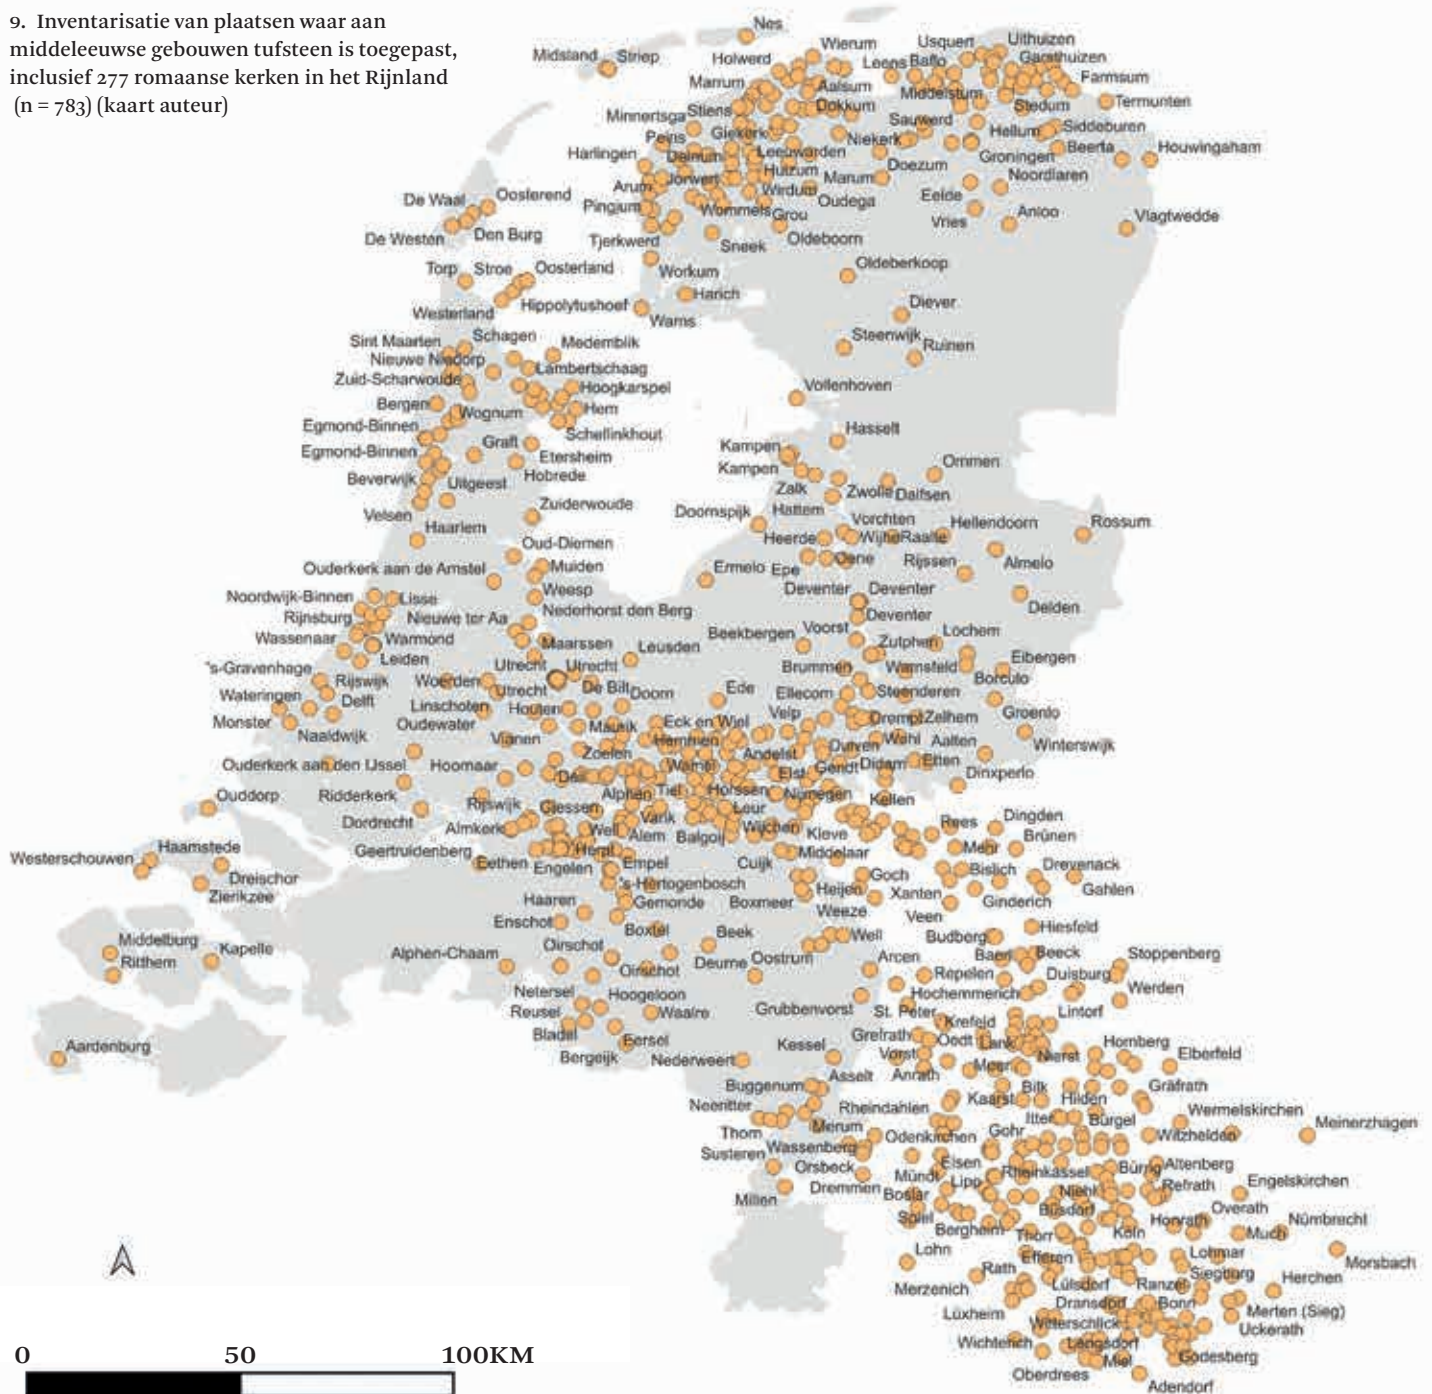 9. Inventarisatie van plaatsen waar aan
middeleeuwse gebouwen tufsteen is toegepast,
inclusief 277 romaanse kerken in het Rijnland
(n = 783) (kaart auteur)
Nes
Midsland
Striep
Holwerd
Wierum
Usquert
Uithuizen
Leens
Baflo
Garsthuizen
Marrum
Aalsum
Farmsum
Middelstum
Minnertsga
Stiens
Dokkum
Stedum
Termunten
Sauwerd
Peins
Giekerk
Niekerk
Hellum
Siddeburen
Harlingen
Deinum
Leeuwarden
Groningen
Beerta
Houwingaham
Huizum
Marum
Doezum
Noordlaren
Arum
Jorwert
Wirdum
Oudega
Eelde
De Waal
Oosterend
Pingjum
Wommels
Grou
Vries
Anloo
Vlagtwedde
De Westen
Den Burg
Tjerkwerd
Sneek
Oldeboorn
Torp
Stroe
Oosterland
Workum
Oldeberkoop
Westerland
Hippolytushoef
Harich
Warns
Diever
Sint Maarten
Schagen
Medemblik
Steenwijk
Ruinen
Nieuwe Niedorp
Lambertschaag
Zuid-Scharwoude
Hoogkarspel
Vollenhoven
Bergen
Wognum
Hem
Egmond-Binnen
Schellinkhout
Hasselt
Graft
Kampen
Egmond-Binnen
Etersheim
Kampen
Ommen
Beverwijk
Uitgeest
Hobrede
Zalk
Zwolle
Dalfsen
Velsen
Zuiderwoude
Doornspijk
Hattem
Vorchten
Hellendoorn
Rossum
Haarlem
Heerde
Wijhe
Raalte
Oud-Diemen
Oene
Almelo
Ouderkerk aan de Amstel
Muiden
Ermelo
Epe
Rijssen
Weesp
Deventer
Deventer
Noordwijk-Binnen
Lisse
Nederhorst den Berg
Deventer
Delden
Rijnsburg
Nieuwe ter Aa
Wassenaar
Warmond
Maarssen
Leusden
Beekbergen
Voorst
Zutphen
Lochem
Leiden
Utrecht
Utrecht
Eibergen
's-Gravenhage
Rijswijk
Woerden
Brummen
Warnsfeld
Borculo
Wateringen
Delft
Utrecht
De Bilt
Doorn
Ede
Ellecom
Steenderen
Linschoten
Houten
Groenlo
Monster
Oudewater
Maurik
Eck en Wiel
Velp
Drempt
Zelhem
Naaldwijk
Vianen
Hemmen
Wehl
Aalten
Winterswijk
Zoelen
Andelst
Duiven
Ouderkerk aan den IJssel
Hoornaar
Wamel
Elst
Gendt
Didam
Etten
Deil
Dinxperlo
Ouddorp
Ridderkerk
Alphen
Tiel
Horssen
Nijmegen
Kellen
Rijswijk
Giessen
Leur
Dordrecht
Varik
Rees
Dingden
Almkerk
Well
Alem
Balgoij
Wijchen
Kleve
Brünen
Haamstede
Geertruidenberg
Herpt
Mehr
Westerschouwen
Eethen
Engelen
Empel
Cuijk
Middelaar
Drevenack
Dreischor
's-Hertogenbosch
Goch
Bislich
Zierikzee
Haaren
Gemonde
Boxmeer
Heijen
Xanten
Ginderich
Gahlen
Weeze
Enschot
Veen
Hiesfeld
Boxtel
Beek
Well
Budberg
Middelburg
Kapelle
Alphen-Chaam
Oirschot
Baerl
Beeck
Stoppenberg
Ritthem
Oirschot
Deurne
Oostrum
Arcen
Repelen
Duisburg
Netersel
Hoogeloon
Hochemmerich
Werden
Reusel
Waalre
Grubbenvorst
St. Peter
Lintorf
Bladel
Krefeld
Aardenburg
Eersel
Kessel
Grefrath
Oedt
Lank
Homberg
Bergeijk
Nederweert
Vorst
Nierst
Elberfeld
Asselt
Anrath
Meer
Buggenum
Bilk
Gräfrath
Neeritter
Rheindahlen
Kaarst
Hilden
Wermelskirchen
Merum
Itter
Bürgel
Meinerzhagen
Thorn
Odenkirchen
Gohr
Witzhelden
Wassenberg
Susteren
Orsbeck
Elsen
Rheinkassel
Bürrig
Altenberg
Mündt
Millen
Dremmen
Lipp
Niehl
Refrath
Engelskirchen
Boslar
Spiel
Büsdorf
Overath
Bergheim
Honrath
Nümbrecht
Thorr
Köln
Much
Lohn
Efferen
Lohmar
Morsbach
Rath
Siegburg
Merzenich
Lülsdorf
Ranzel
Herchen
Lüxheim
Dransdorf
Bonn
Merten (Sieg)
Witterschlick
Uckerath
Wichterich
Lengsdorf
Godesberg
Miel
Oberdrees
Adendorf
0 50 100KM